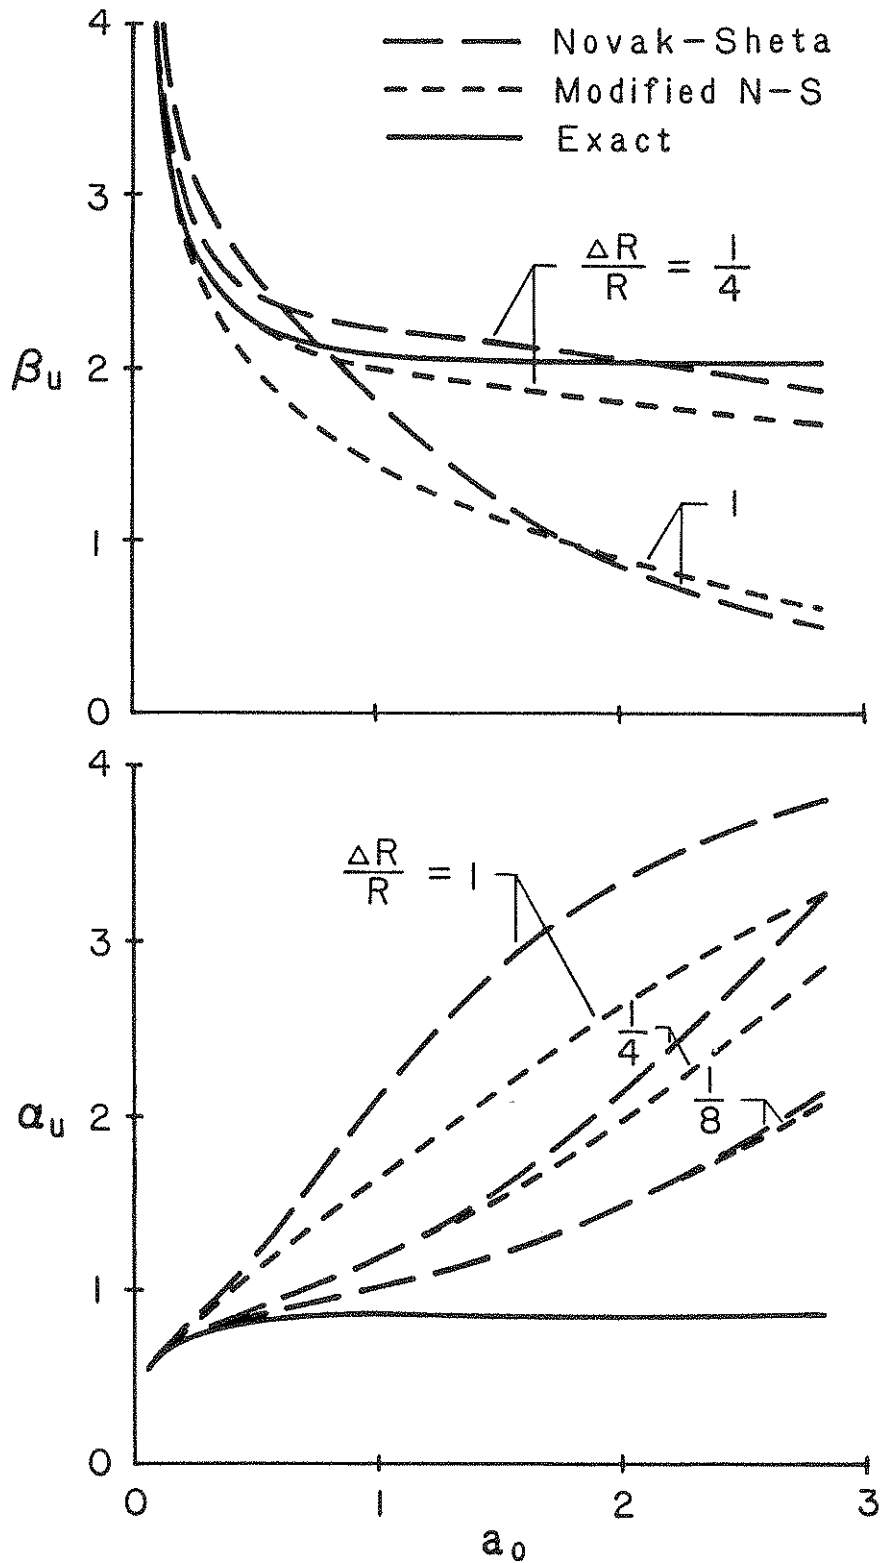 4
Novak-Sheta
Modified N-S
Exact
3
ΔR/R = 1/4
βu 2
1
1
0
4
ΔR/R = 1
3
1/4
1/8
αu 2
1
0
0 1 2 3
a0